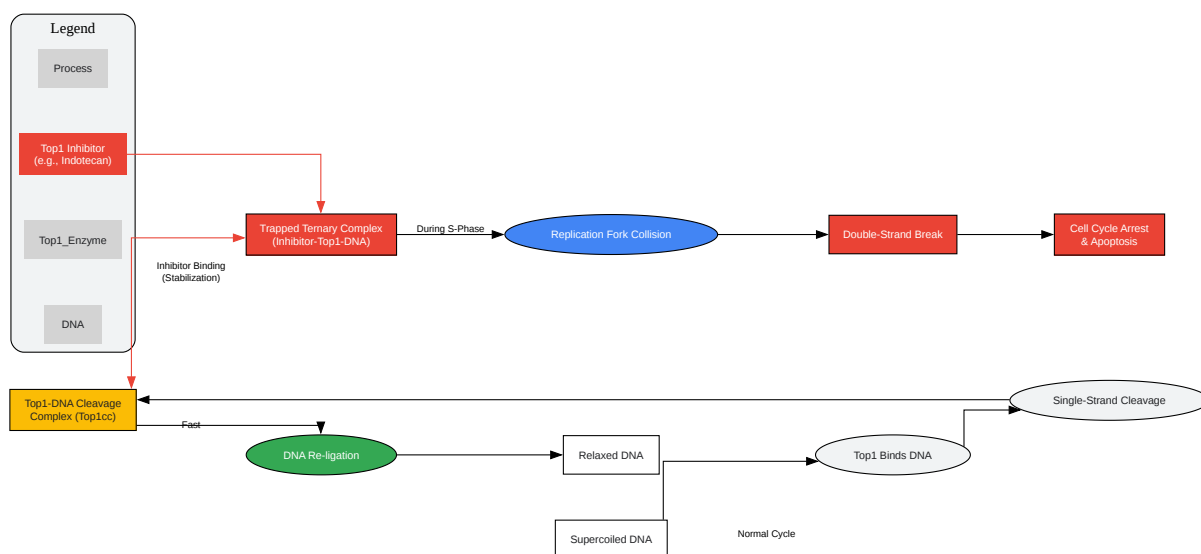 Legend
Process
Top1 Inhibitor
(e.g., Indotecan)
Top1_Enzyme
DNA
Trapped Ternary Complex
(Inhibitor-Top1-DNA)
During S-Phase
Replication Fork Collision
Double-Strand Break
Cell Cycle Arrest
& Apoptosis
Inhibitor Binding
(Stabilization)
Top1-DNA Cleavage
Complex (Top1cc)
Single-Strand Cleavage
Fast
DNA Re-ligation
Relaxed DNA
Top1 Binds DNA
Supercoiled DNA
Normal Cycle